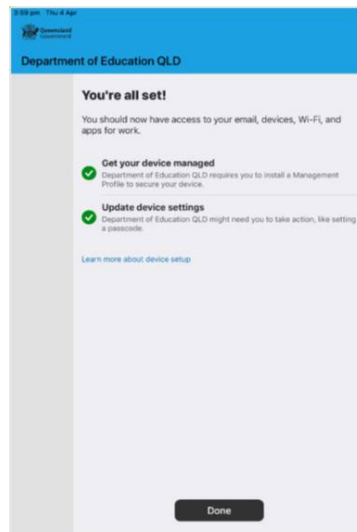 3:59 pm Thu 4 Apr
Queensland
Government
Department of Education QLD
You're all set!
You should now have access to your email, devices, Wi-Fi, and
apps for work.
Get your device managed
Department of Education QLD requires you to install a Management
Profile to secure your device.
Update device settings
Department of Education QLD might need you to take action, like setting
a passcode.
Learn more about device setup
Done